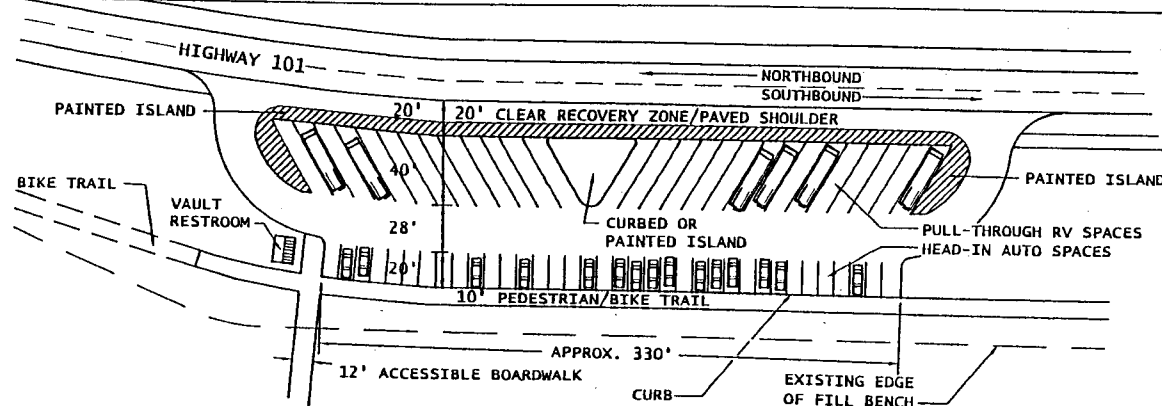 HIGHWAY 101
NORTHBOUND
SOUTHBOUND
PAINTED ISLAND
20'
20' CLEAR RECOVERY ZONE/PAVED SHOULDER
40'
BIKE TRAIL
VAULT
RESTROOM
28'
CURBED OR
PAINTED ISLAND
PAINTED ISLAND
PULL-THROUGH RV SPACES
HEAD-IN AUTO SPACES
20'
10' PEDESTRIAN/BIKE TRAIL
APPROX. 330'
12' ACCESSIBLE BOARDWALK
CURB
EXISTING EDGE
OF FILL BENCH